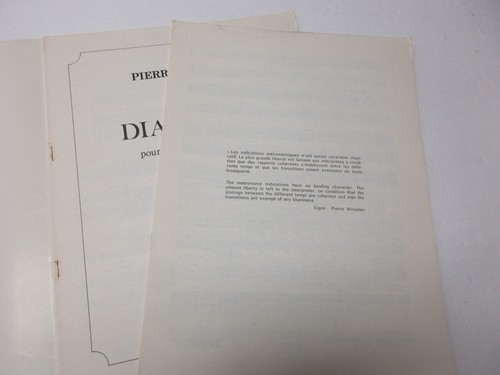 PIERR
DIA
pour
« Les indications métronomiques n'ont aucun caractère impé-
ratif. La plus grande liberté est laissée aux interprètes à condi-
tion que des rapports cohérents s'établissent entre les diffé-
rents tempi et que les transitions soient exemptes de toute
brusquerie.
The metronomic indications have no binding character. The
utmost liberty is left to the interpreter, on condition that the
joinings between the different tempi are coherent and also the
transitions are exempt of any bluntness.
Signé : Pierre Wissmer